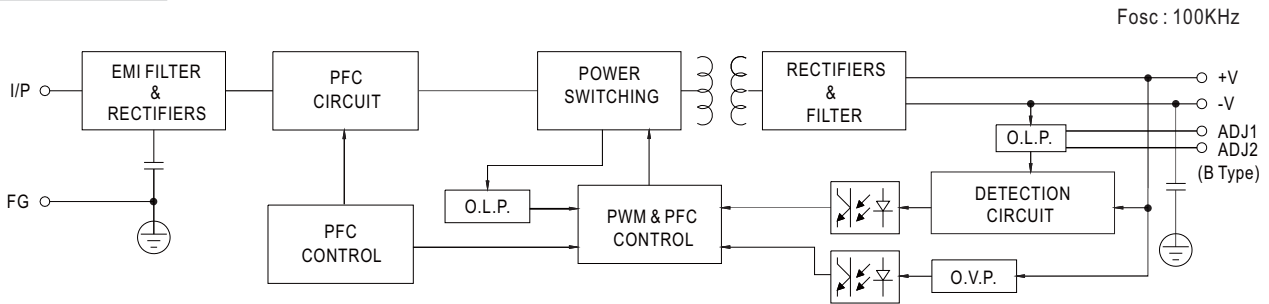 Fosc : 100KHz
I/P
EMI FILTER
&
RECTIFIERS
PFC
CIRCUIT
POWER
SWITCHING
RECTIFIERS
&
FILTER
+V
-V
O.L.P.
ADJ1
ADJ2
(B Type)
FG
PFC
CONTROL
O.L.P.
PWM & PFC
CONTROL
DETECTION
CIRCUIT
O.V.P.